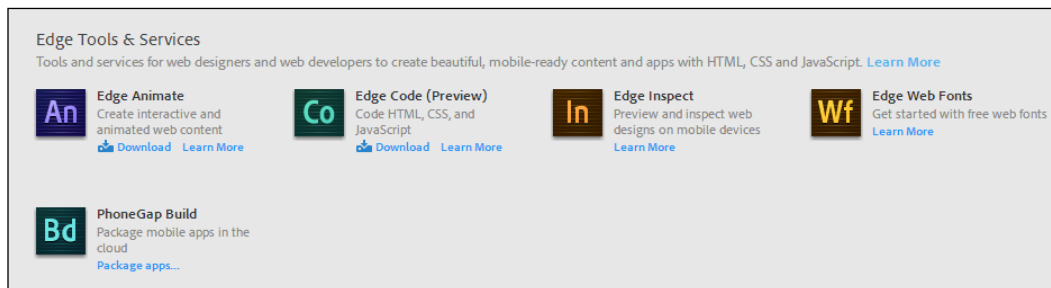 Edge Tools & Services
Tools and services for web designers and web developers to create beautiful, mobile-ready content and apps with HTML, CSS and JavaScript. Learn More
An
Edge Animate
Create interactive and
animated web content
Download Learn More
Co
Edge Code (Preview)
Code HTML, CSS, and
JavaScript
Download Learn More
In
Edge Inspect
Preview and inspect web
designs on mobile devices
Learn More
Wf
Edge Web Fonts
Get started with free web fonts
Learn More
Bd
PhoneGap Build
Package mobile apps in the
cloud
Package apps...